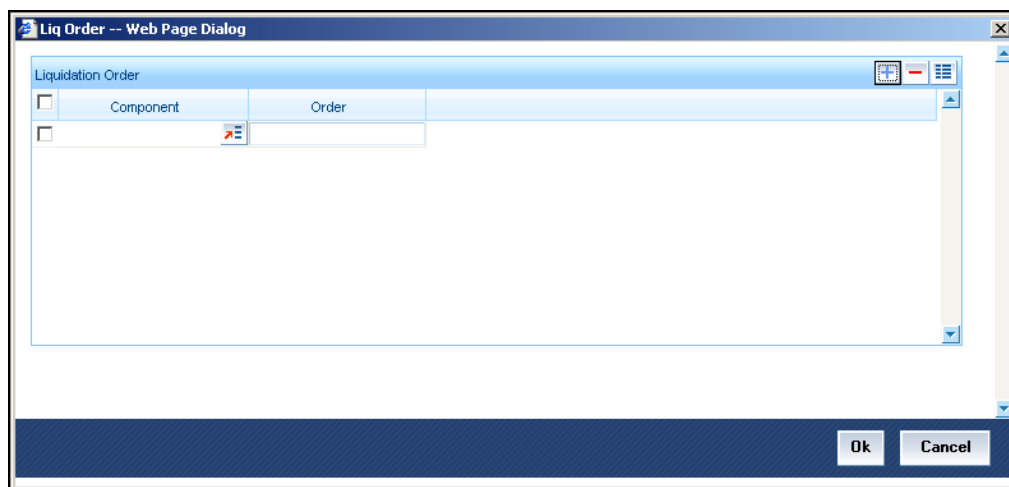 Liq Order -- Web Page Dialog
Liquidation Order
Component Order
Ok Cancel